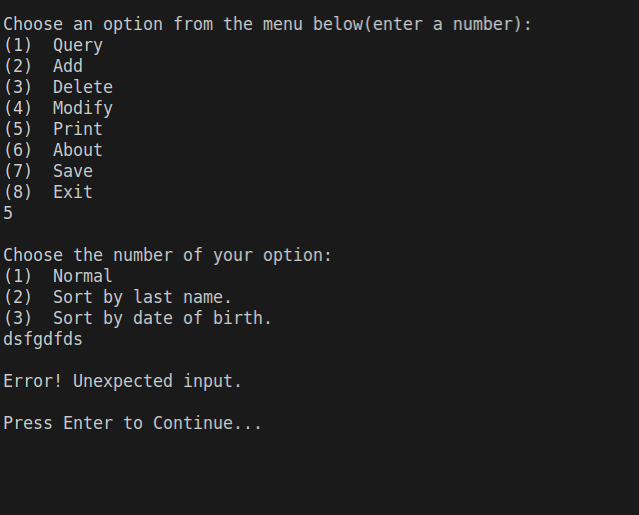 Choose an option from the menu below(enter a number):
(1)  Query
(2)  Add
(3)  Delete
(4)  Modify
(5)  Print
(6)  About
(7)  Save
(8)  Exit
5
Choose the number of your option:
(1)  Normal
(2)  Sort by last name.
(3)  Sort by date of birth.
dsfgdfds
Error! Unexpected input.
Press Enter to Continue...